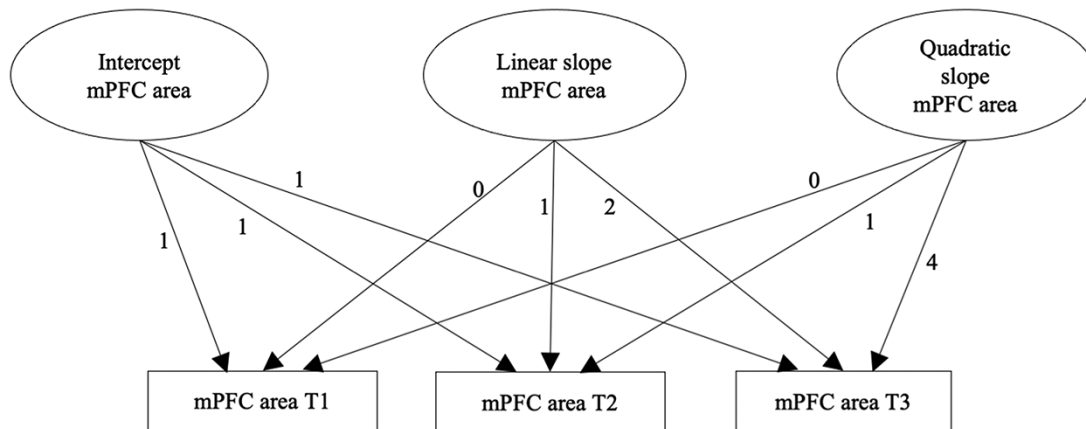 Intercept
mPFC area
Linear slope
mPFC area
Quadratic
slope
mPFC area
1
0
0
1
1
1
2
1
4
mPFC area T1
mPFC area T2
mPFC area T3